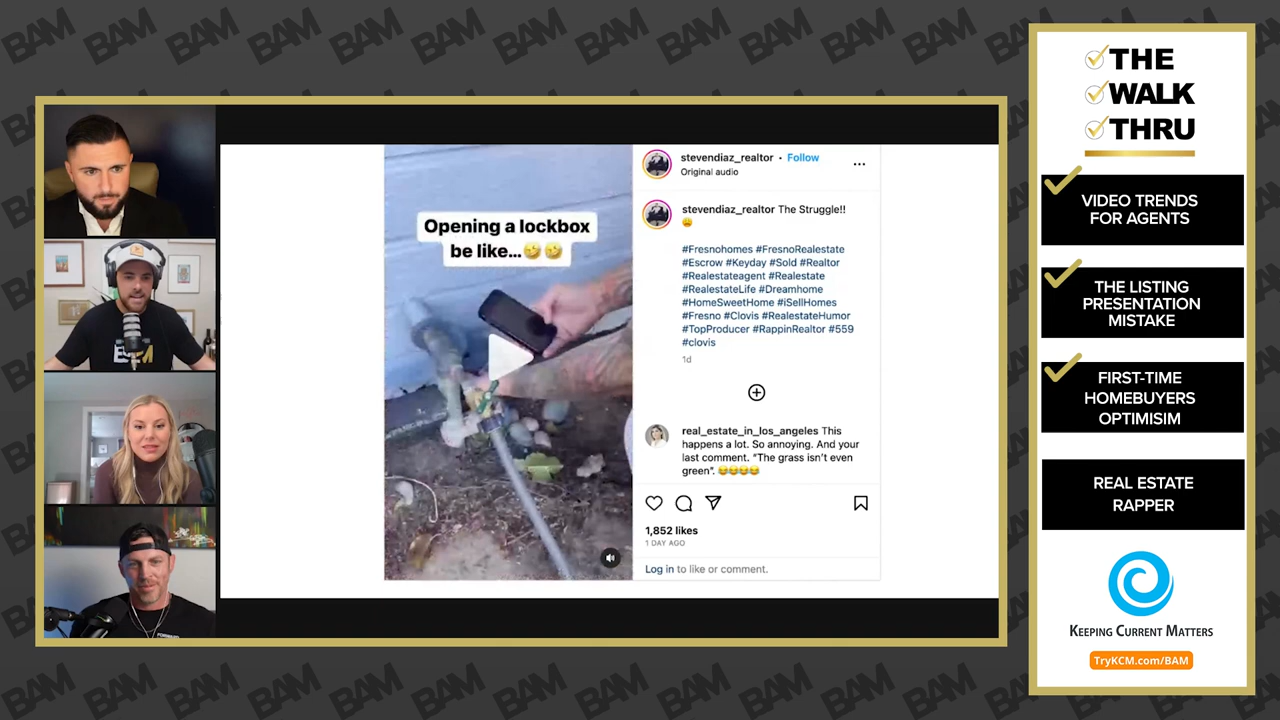 BAM
stevendiaz_realtor • Follow
Original audio
Opening a lockbox
be like...🤣🤣
stevendiaz_realtor The Struggle!!
😩
#Fresnohomes #FresnoRealestate
#Escrow #Keyday #Sold #Realtor
#Realestateagent #Realestate
#RealestateLife #Dreamhome
#HomeSweetHome #iSellHomes
#Fresno #Clovis #RealestateHumor
#TopProducer #RappinRealtor #559
#clovis
1d
real_estate_in_los_angeles This
happens a lot. So annoying. And your
last comment. "The grass isn't even
green". 😂😂😂😂
1,852 likes
1 DAY AGO
Log in to like or comment.
THE
WALK
THRU
VIDEO TRENDS
FOR AGENTS
THE LISTING
PRESENTATION
MISTAKE
FIRST-TIME
HOMEBUYERS
OPTIMISIM
REAL ESTATE
RAPPER
KEEPING CURRENT MATTERS
TryKCM.com/BAM